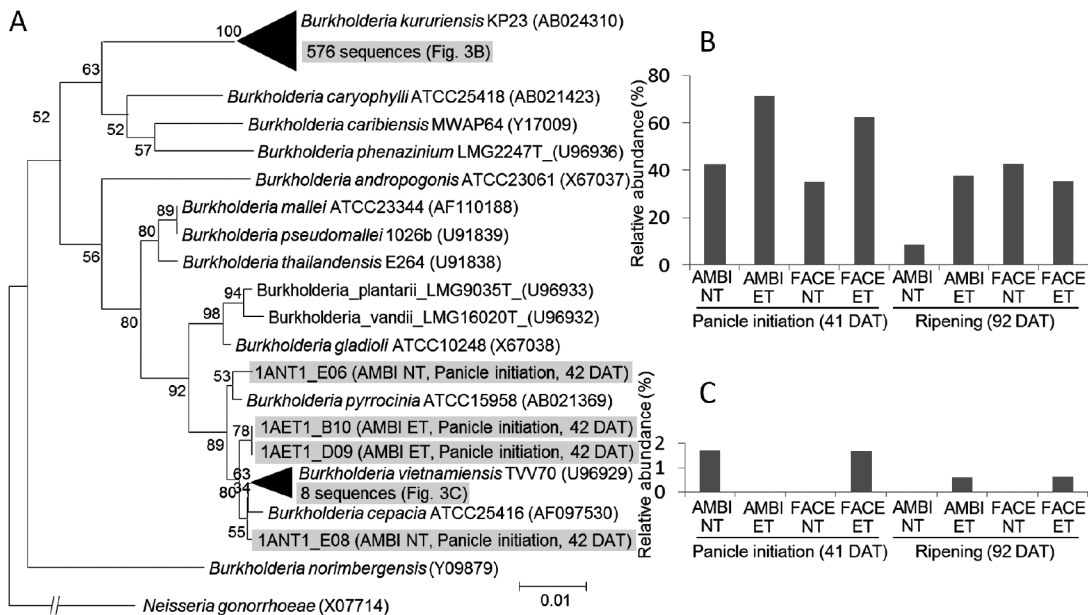 A
100
Burkholderia kururiensis KP23 (AB024310)
576 sequences (Fig. 3B)
63
52
Burkholderia caryophylli ATCC25418 (AB021423)
52
Burkholderia caribiensis MWAP64 (Y17009)
57
Burkholderia phenazinium LMG2247T_(U96936)
Burkholderia andropogonis ATCC23061 (X67037)
56
89
Burkholderia mallei ATCC23344 (AF110188)
80
Burkholderia pseudomallei 1026b (U91839)
Burkholderia thailandensis E264 (U91838)
80
94
Burkholderia_plantarii_LMG9035T_(U96933)
98
Burkholderia_vandii_LMG16020T_(U96932)
Burkholderia gladioli ATCC10248 (X67038)
92
53
1ANT1_E06 (AMBI NT, Panicle initiation, 42 DAT)
Burkholderia pyrrocinia ATCC15958 (AB021369)
89
78
1AET1_B10 (AMBI ET, Panicle initiation, 42 DAT)
1AET1_D09 (AMBI ET, Panicle initiation, 42 DAT)
63
Burkholderia vietnamiensis TVV70 (U96929)
80
34
8 sequences (Fig. 3C)
Burkholderia cepacia ATCC25416 (AF097530)
55
1ANT1_E08 (AMBI NT, Panicle initiation, 42 DAT)
Burkholderia norimbergensis (Y09879)
0.01
Neisseria gonorrhoeae (X07714)
B
Relative abundance (%)
80
60
40
20
0
AMBI NT
AMBI ET
FACE NT
FACE ET
AMBI NT
AMBI ET
FACE NT
FACE ET
Panicle initiation (41 DAT)
Ripening (92 DAT)
C
Relative abundance (%)
2
1
0
AMBI NT
AMBI ET
FACE NT
FACE ET
AMBI NT
AMBI ET
FACE NT
FACE ET
Panicle initiation (41 DAT)
Ripening (92 DAT)